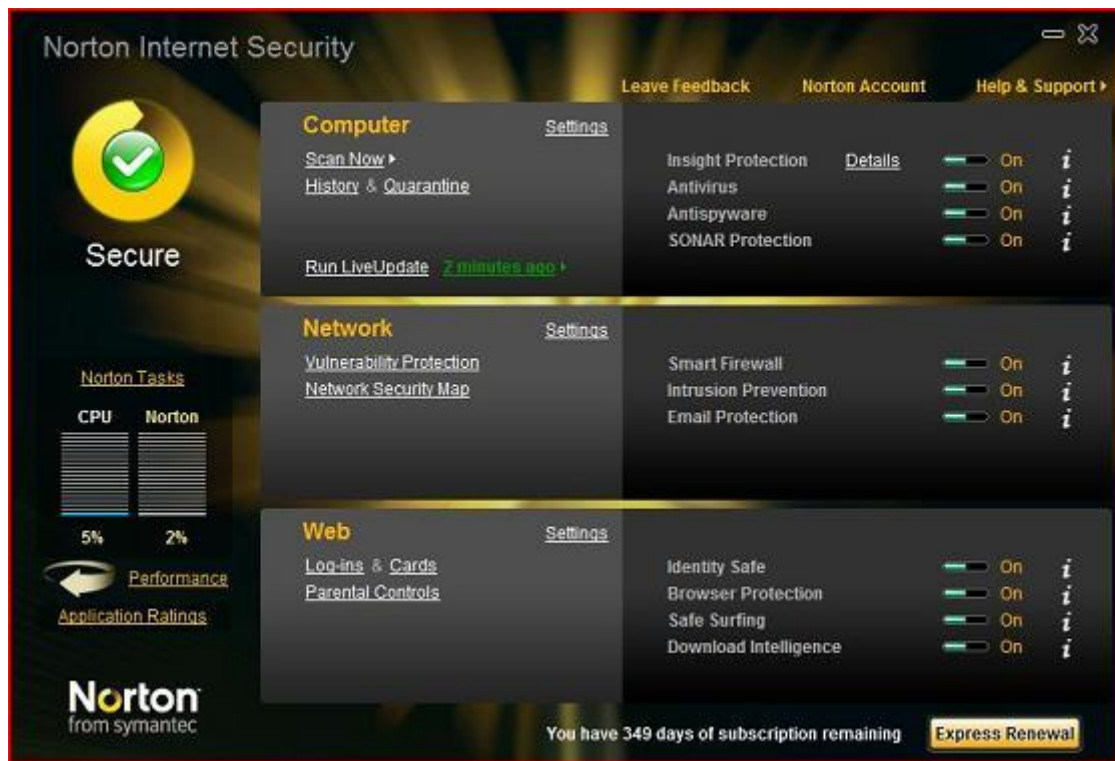 Norton Internet Security
Leave Feedback Norton Account Help & Support
Secure
Computer Settings
Scan Now
History & Quarantine
Run LiveUpdate 2 minutes ago
Insight Protection Details On i
Antivirus On i
Antispyware On i
SONAR Protection On i
Network Settings
Vulnerability Protection
Network Security Map
Smart Firewall On i
Intrusion Prevention On i
Email Protection On i
Norton Tasks
CPU Norton
5% 2%
Performance
Application Ratings
Web Settings
Log-ins & Cards
Parental Controls
Identity Safe On i
Browser Protection On i
Safe Surfing On i
Download Intelligence On i
Norton
from symantec
You have 349 days of subscription remaining Express Renewal